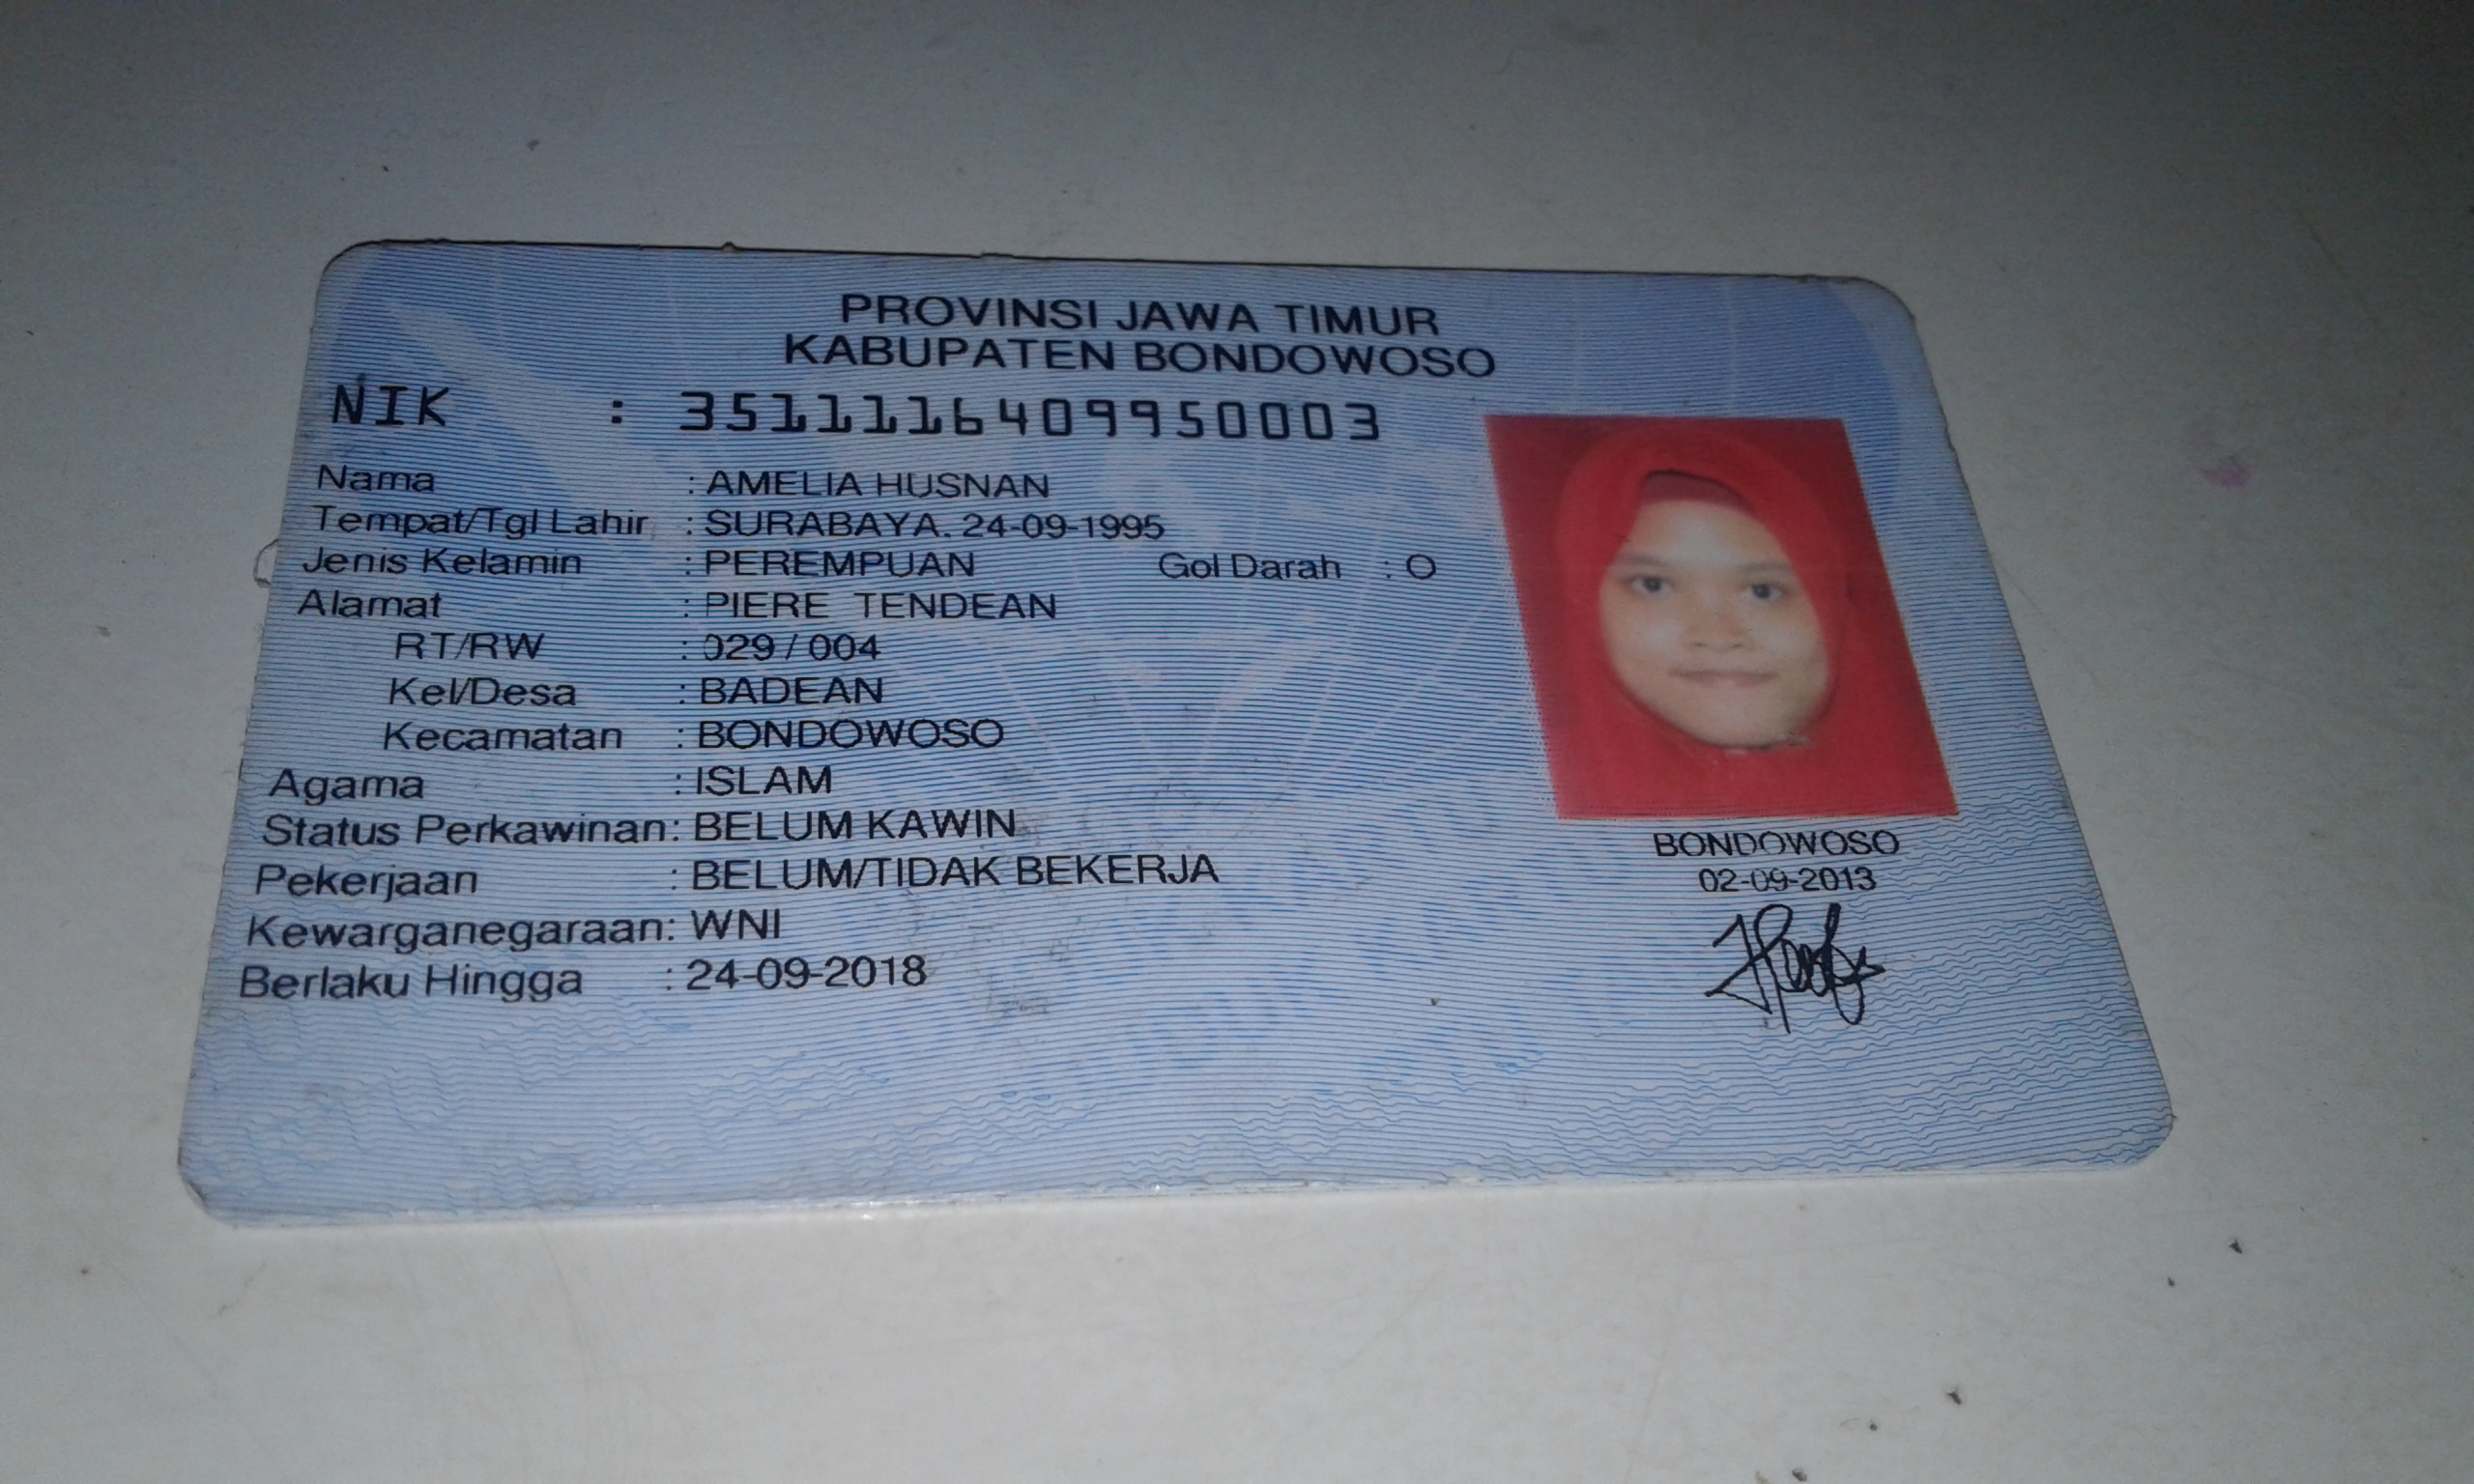 PROVINSI JAWA TIMUR
KABUPATEN BONDOWOSO
NIK : 3511116409950003
Nama : AMELIA HUSNAN
Tempat/Tgl Lahir : SURABAYA. 24-09-1995
Jenis Kelamin : PEREMPUAN Gol Darah : O
Alamat : PIERE TENDEAN
RT/RW : 029 / 004
Kel/Desa : BADEAN
Kecamatan : BONDOWOSO
Agama : ISLAM
Status Perkawinan: BELUM KAWIN
Pekerjaan : BELUM/TIDAK BEKERJA
Kewarganegaraan: WNI
Berlaku Hingga : 24-09-2018
BONDOWOSO
02-09-2013